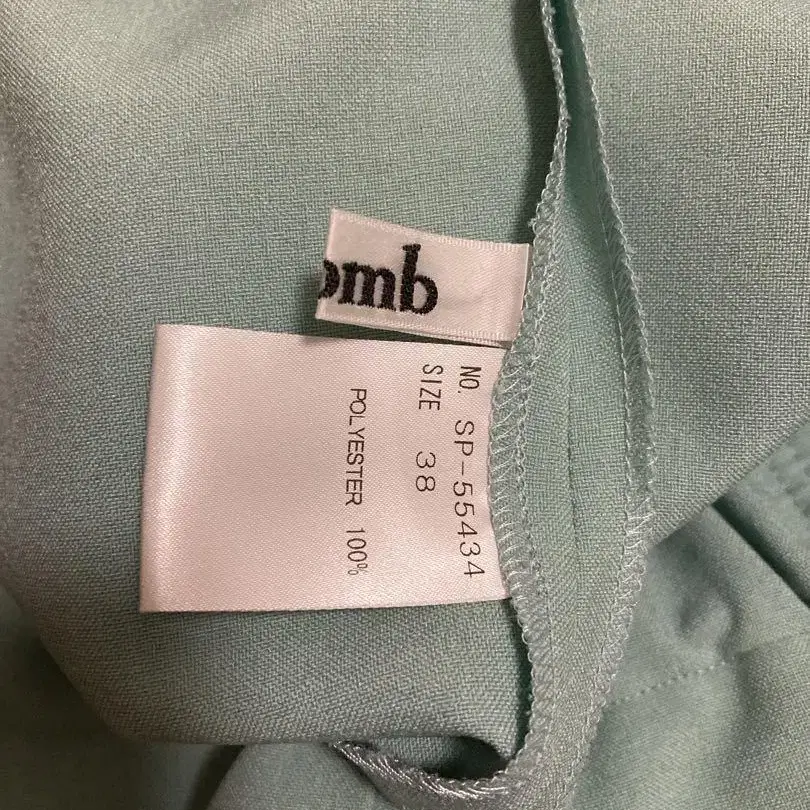 omb
NO. SP-55434
SIZE 38
POLYESTER 100%